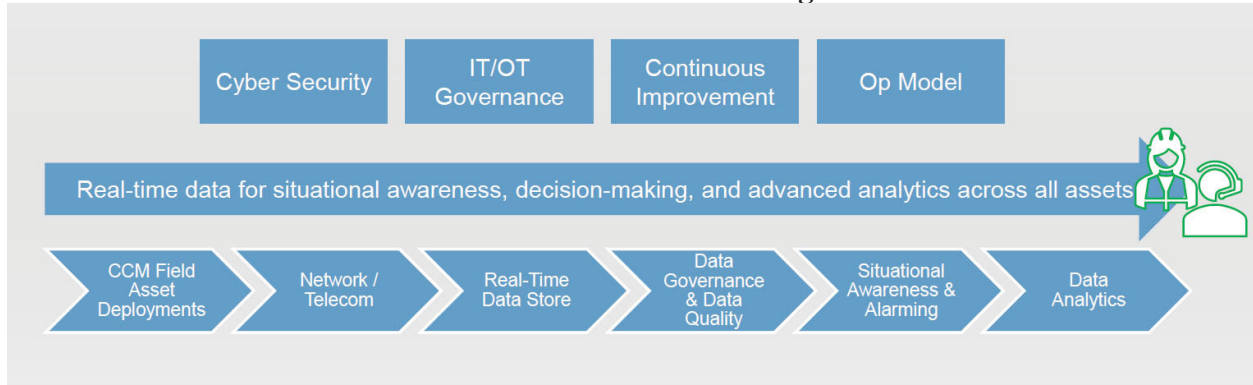 Cyber Security
IT/OT
Governance
Continuous
Improvement
Op Model
Real-time data for situational awareness, decision-making, and advanced analytics across all assets
CCM Field
Asset
Deployments
Network /
Telecom
Real-Time
Data Store
Data
Governance
& Data
Quality
Situational
Awareness &
Alarming
Data
Analytics